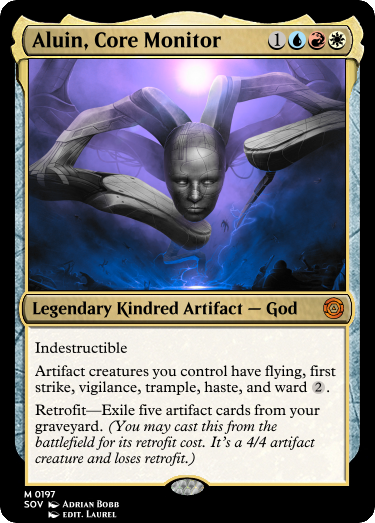 Aluin, Core Monitor 1
Legendary Kindred Artifact — God
Indestructible
Artifact creatures you control have flying, first
strike, vigilance, trample, haste, and ward 2.
Retrofit—Exile five artifact cards from your
graveyard. (You may cast this from the
battlefield for its retrofit cost. It's a 4/4 artifact
creature and loses retrofit.)
M 0197
SOV Adrian Bobb
edit. Laurel